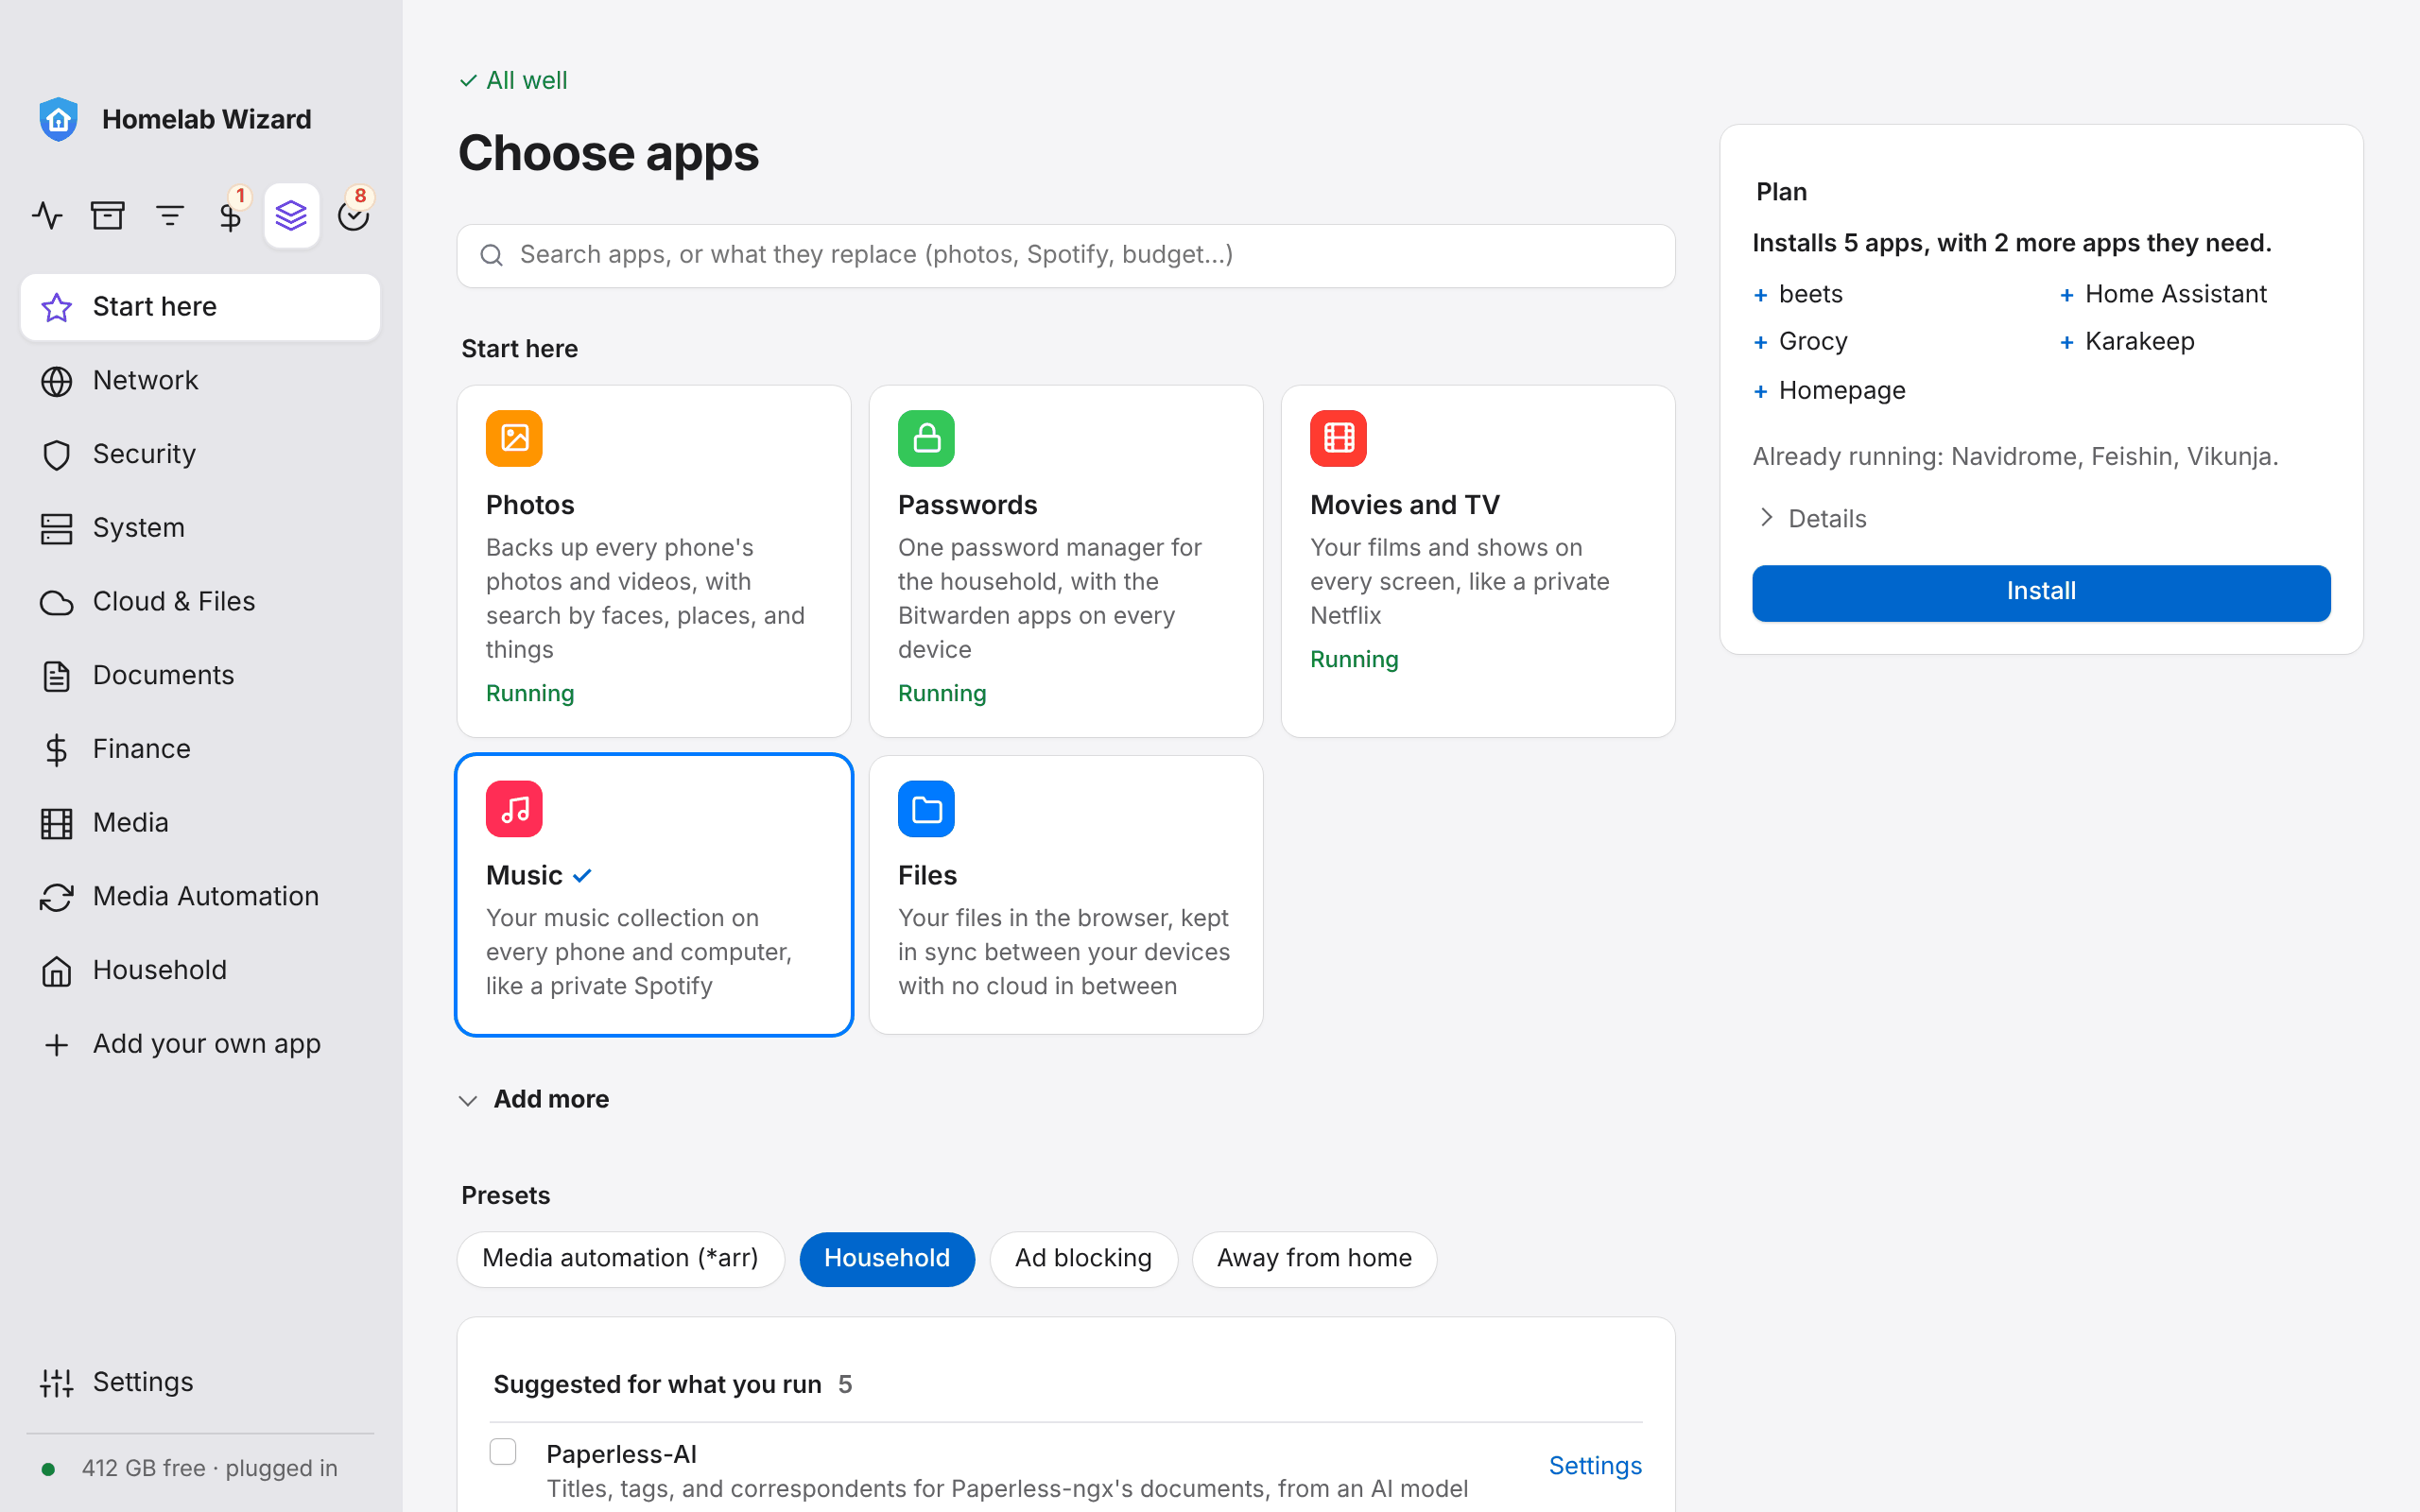 Homelab Wizard
1
8
Start here
Network
Security
System
Cloud & Files
Documents
Finance
Media
Media Automation
Household
Add your own app
Settings
412 GB free · plugged in
All well
Choose apps
Search apps, or what they replace (photos, Spotify, budget...)
Start here
Photos
Backs up every phone's
photos and videos, with
search by faces, places, and
things
Running
Passwords
One password manager for
the household, with the
Bitwarden apps on every
device
Running
Movies and TV
Your films and shows on
every screen, like a private
Netflix
Running
Music
Your music collection on
every phone and computer,
like a private Spotify
Files
Your files in the browser, kept
in sync between your devices
with no cloud in between
Add more
Presets
Media automation (*arr)
Household
Ad blocking
Away from home
Suggested for what you run 5
Paperless-AI
Titles, tags, and correspondents for Paperless-ngx's documents, from an AI model
Settings
Plan
Installs 5 apps, with 2 more apps they need.
+ beets
+ Home Assistant
+ Grocy
+ Karakeep
+ Homepage
Already running: Navidrome, Feishin, Vikunja.
Details
Install